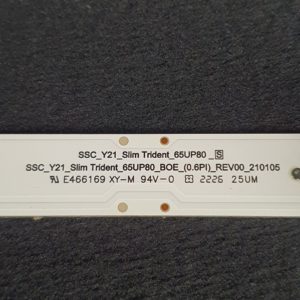 SSC_Y21_Slim Trident_65UP80 _S
SSC_Y21_Slim Trident_65UP80_BOE_(0.6PI)_REV00_210105
E466169 XY-M 94V-0 2226 25UM